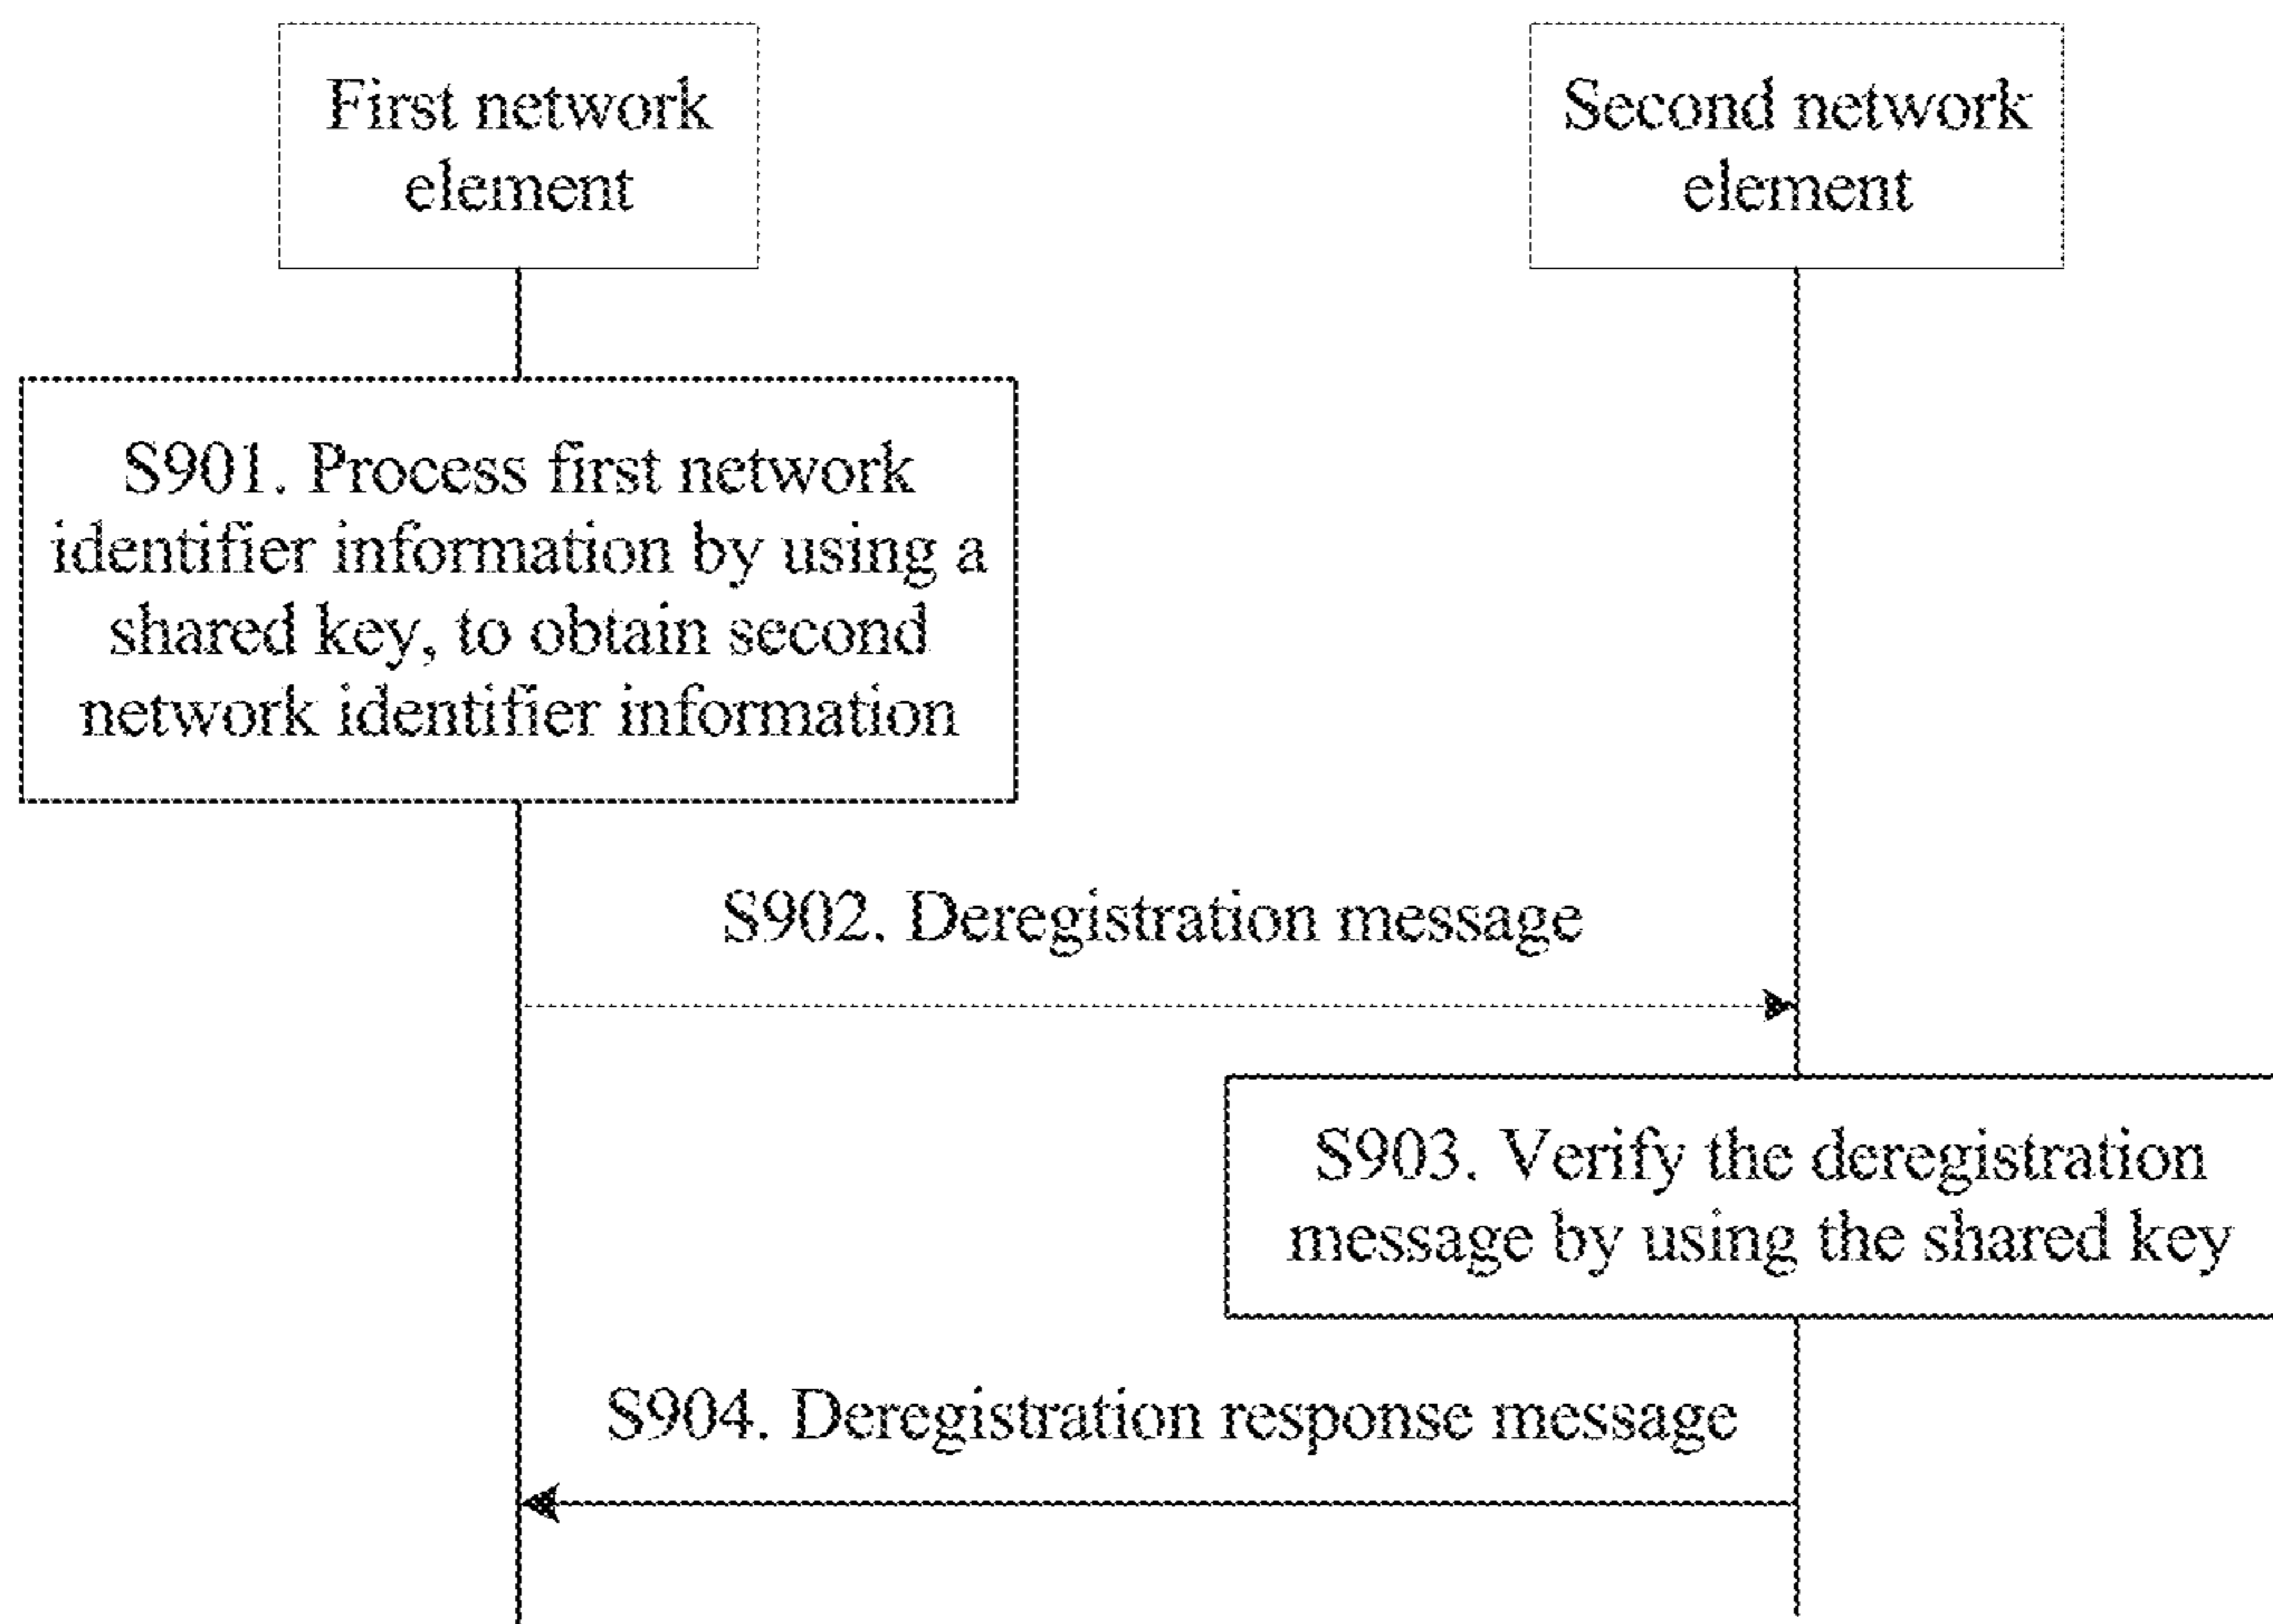 First network
element
Second network
element
S901. Process first network
identifier information by using a
shared key, to obtain second
network identifier information
S902. Deregistration message
S903. Verify the deregistration
message by using the shared key
S904. Deregistration response message